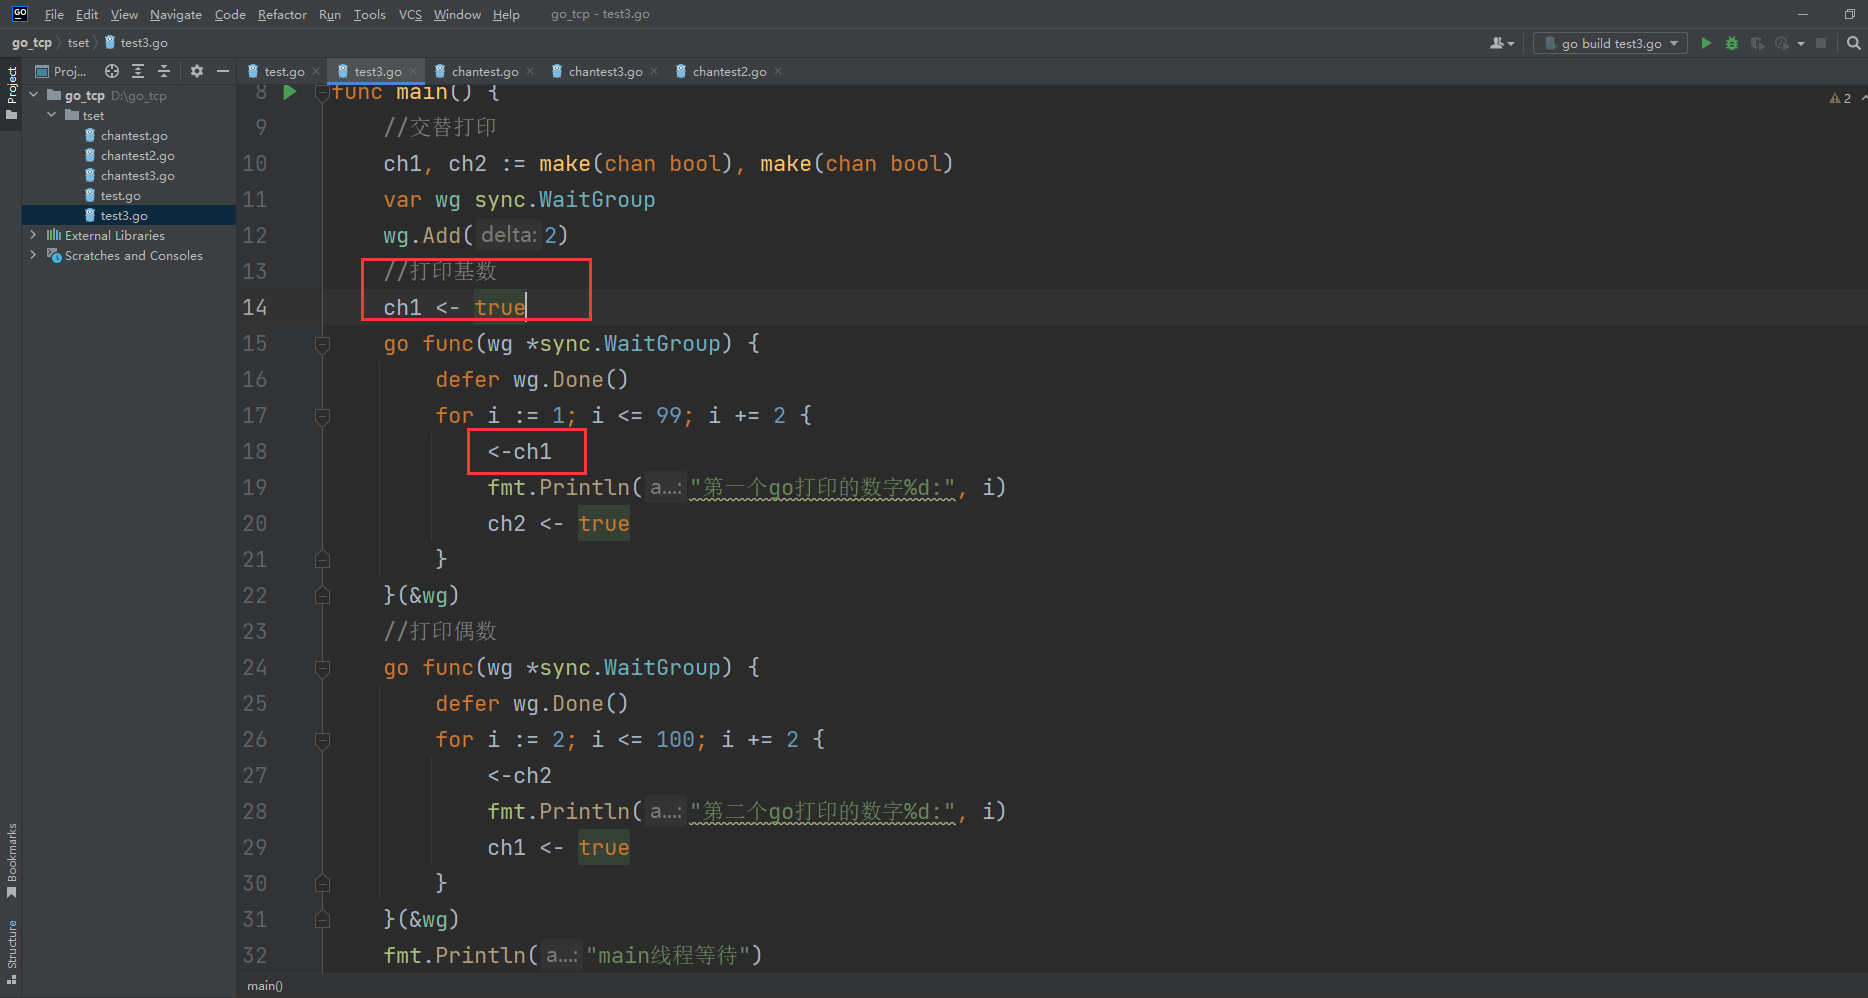 GO File Edit View Navigate Code Refactor Run Tools VCS Window Help go_tcp - test3.go
go_tcp tset test3.go go build test3.go
Project Proj... test.go test3.go chantest.go chantest3.go chantest2.go
go_tcp D:\go_tcp
tset
chantest.go
chantest2.go
chantest3.go
test.go
test3.go
External Libraries
Scratches and Consoles
2
8 func main() {
9 //交替打印
10 ch1, ch2 := make(chan bool), make(chan bool)
11 var wg sync.WaitGroup
12 wg.Add( delta: 2)
13 //打印基数
14 ch1 <- true
15 go func(wg *sync.WaitGroup) {
16 defer wg.Done()
17 for i := 1; i <= 99; i += 2 {
18 <-ch1
19 fmt.Println( a...: "第一个go打印的数字%d:", i)
20 ch2 <- true
21 }
22 }(&wg)
23 //打印偶数
24 go func(wg *sync.WaitGroup) {
25 defer wg.Done()
26 for i := 2; i <= 100; i += 2 {
27 <-ch2
28 fmt.Println( a...: "第二个go打印的数字%d:", i)
29 ch1 <- true
30 }
31 }(&wg)
32 fmt.Println( a...: "main线程等待")
Bookmarks
Structure
main()